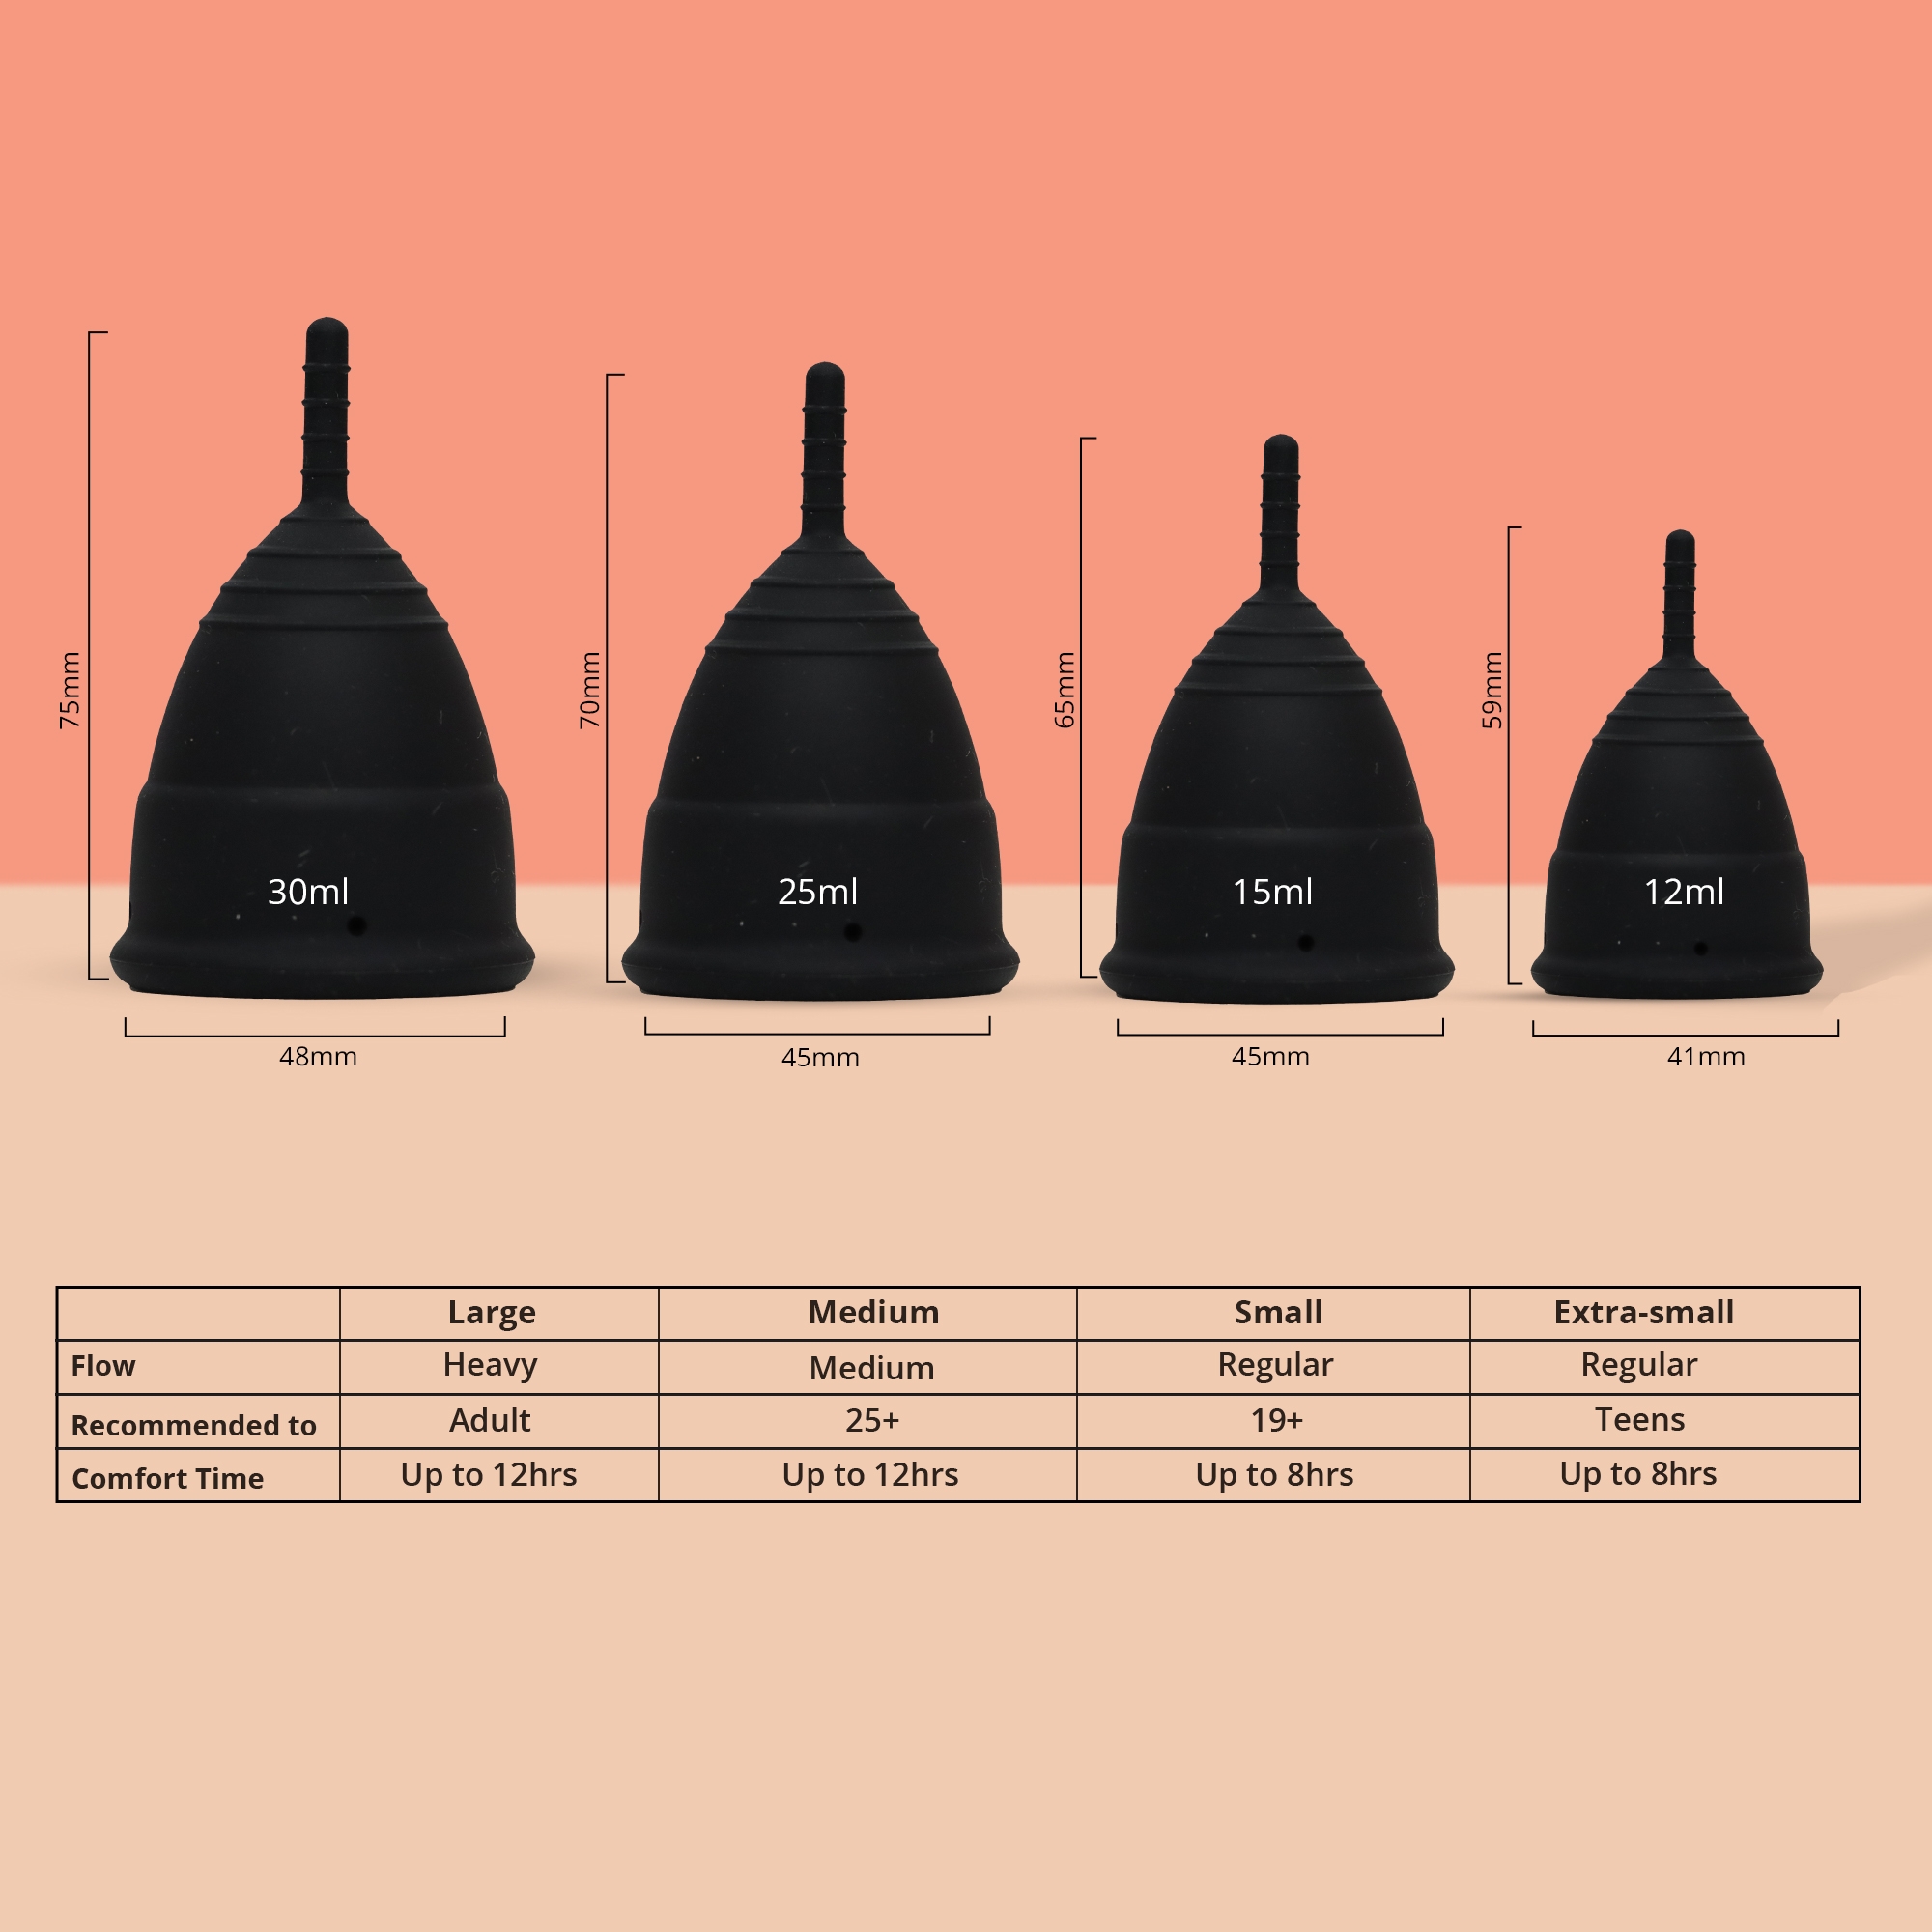 75mm
70mm
65mm
59mm
30ml
25ml
15ml
12ml
48mm
45mm
45mm
41mm
Large Medium Small Extra-small
Flow Heavy Medium Regular Regular
Recommended to Adult 25+ 19+ Teens
Comfort Time Up to 12hrs Up to 12hrs Up to 8hrs Up to 8hrs